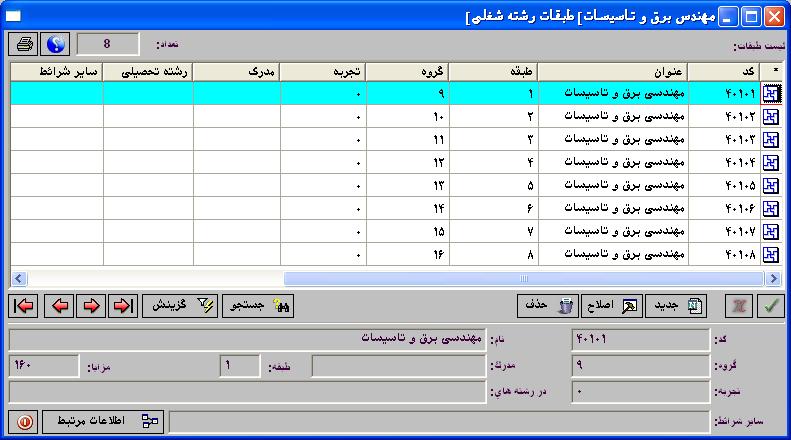 مهندس برق و تاسیسات] طبقات رشته شغلی]
لیست طبقات: تعداد: 8
* کد عنوان طبقه گروه تجربه مدرک رشته تحصیلی سایر شرائط
۴۰۱۰۱ مهندسی برق و تاسیسات ۱ ۹ ۰
۴۰۱۰۲ مهندسی برق و تاسیسات ۲ ۱۰ ۰
۴۰۱۰۳ مهندسی برق و تاسیسات ۳ ۱۱ ۰
۴۰۱۰۴ مهندسی برق و تاسیسات ۴ ۱۲ ۰
۴۰۱۰۵ مهندسی برق و تاسیسات ۵ ۱۳ ۰
۴۰۱۰۶ مهندسی برق و تاسیسات ۶ ۱۴ ۰
۴۰۱۰۷ مهندسی برق و تاسیسات ۷ ۱۵ ۰
۴۰۱۰۸ مهندسی برق و تاسیسات ۸ ۱۶ ۰
جدید اصلاح حذف جستجو گزینش
کد: ۴۰۱۰۱ نام: مهندسی برق و تاسیسات
گروه: ۹ مدرک: طبقه: ۱ مزایا: ۱۶۰
تجربه: ۰ در رشته های:
سایر شرائط: اطلاعات مرتبط